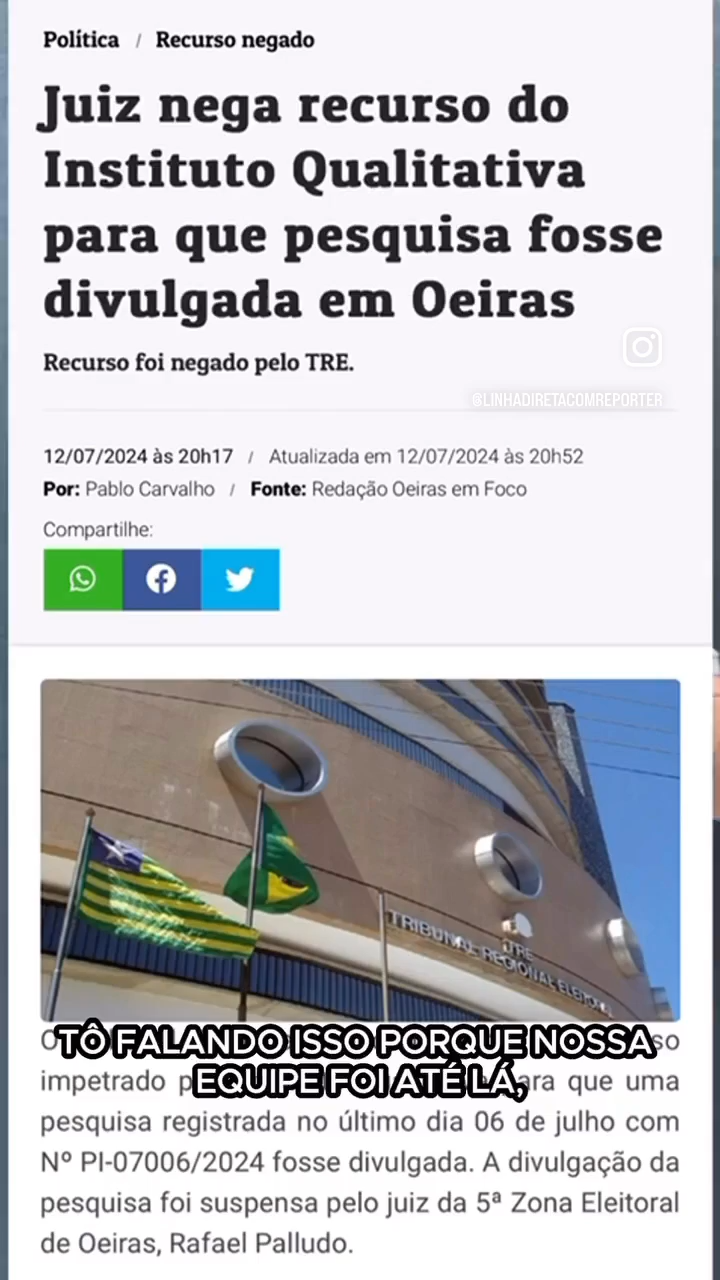 Política / Recurso negado
Juiz nega recurso do
Instituto Qualitativa
para que pesquisa fosse
divulgada em Oeiras
Recurso foi negado pelo TRE.
@LINHADIRETACOMREPORTER
12/07/2024 às 20h17 / Atualizada em 12/07/2024 às 20h52
Por: Pablo Carvalho / Fonte: Redação Oeiras em Foco
Compartilhe:
TRE
TRIBUNAL REGIONAL ELEITORAL
TÔ FALANDO ISSO PORQUE NOSSA
EQUIPE FOI ATÉ LÁ,
impetrado para que uma
pesquisa registrada no último dia 06 de julho com
Nº PI-07006/2024 fosse divulgada. A divulgação da
pesquisa foi suspensa pelo juiz da 5ª Zona Eleitoral
de Oeiras, Rafael Palludo.